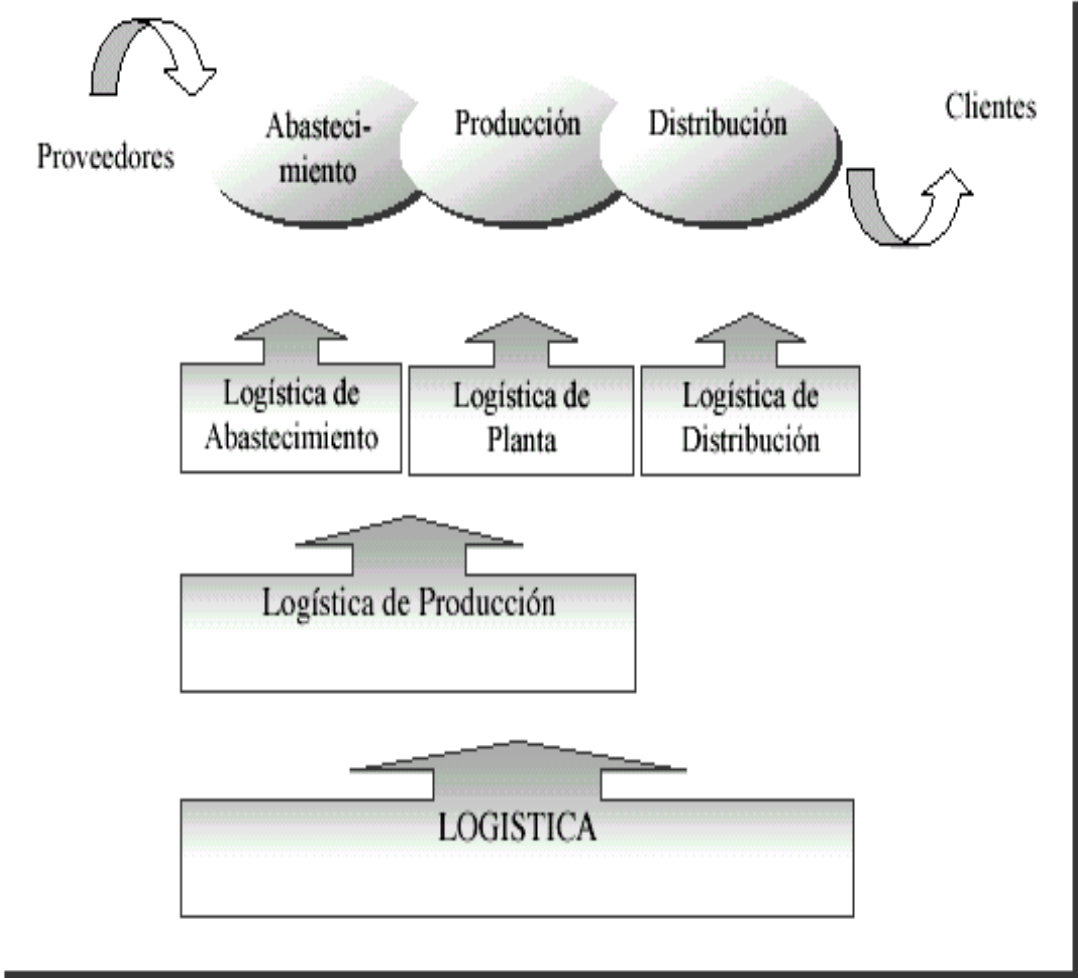 Proveedores
Abasteci-
miento
Producción
Distribución
Clientes
Logística de
Abastecimiento
Logística de
Planta
Logística de
Distribución
Logística de Producción
LOGISTICA